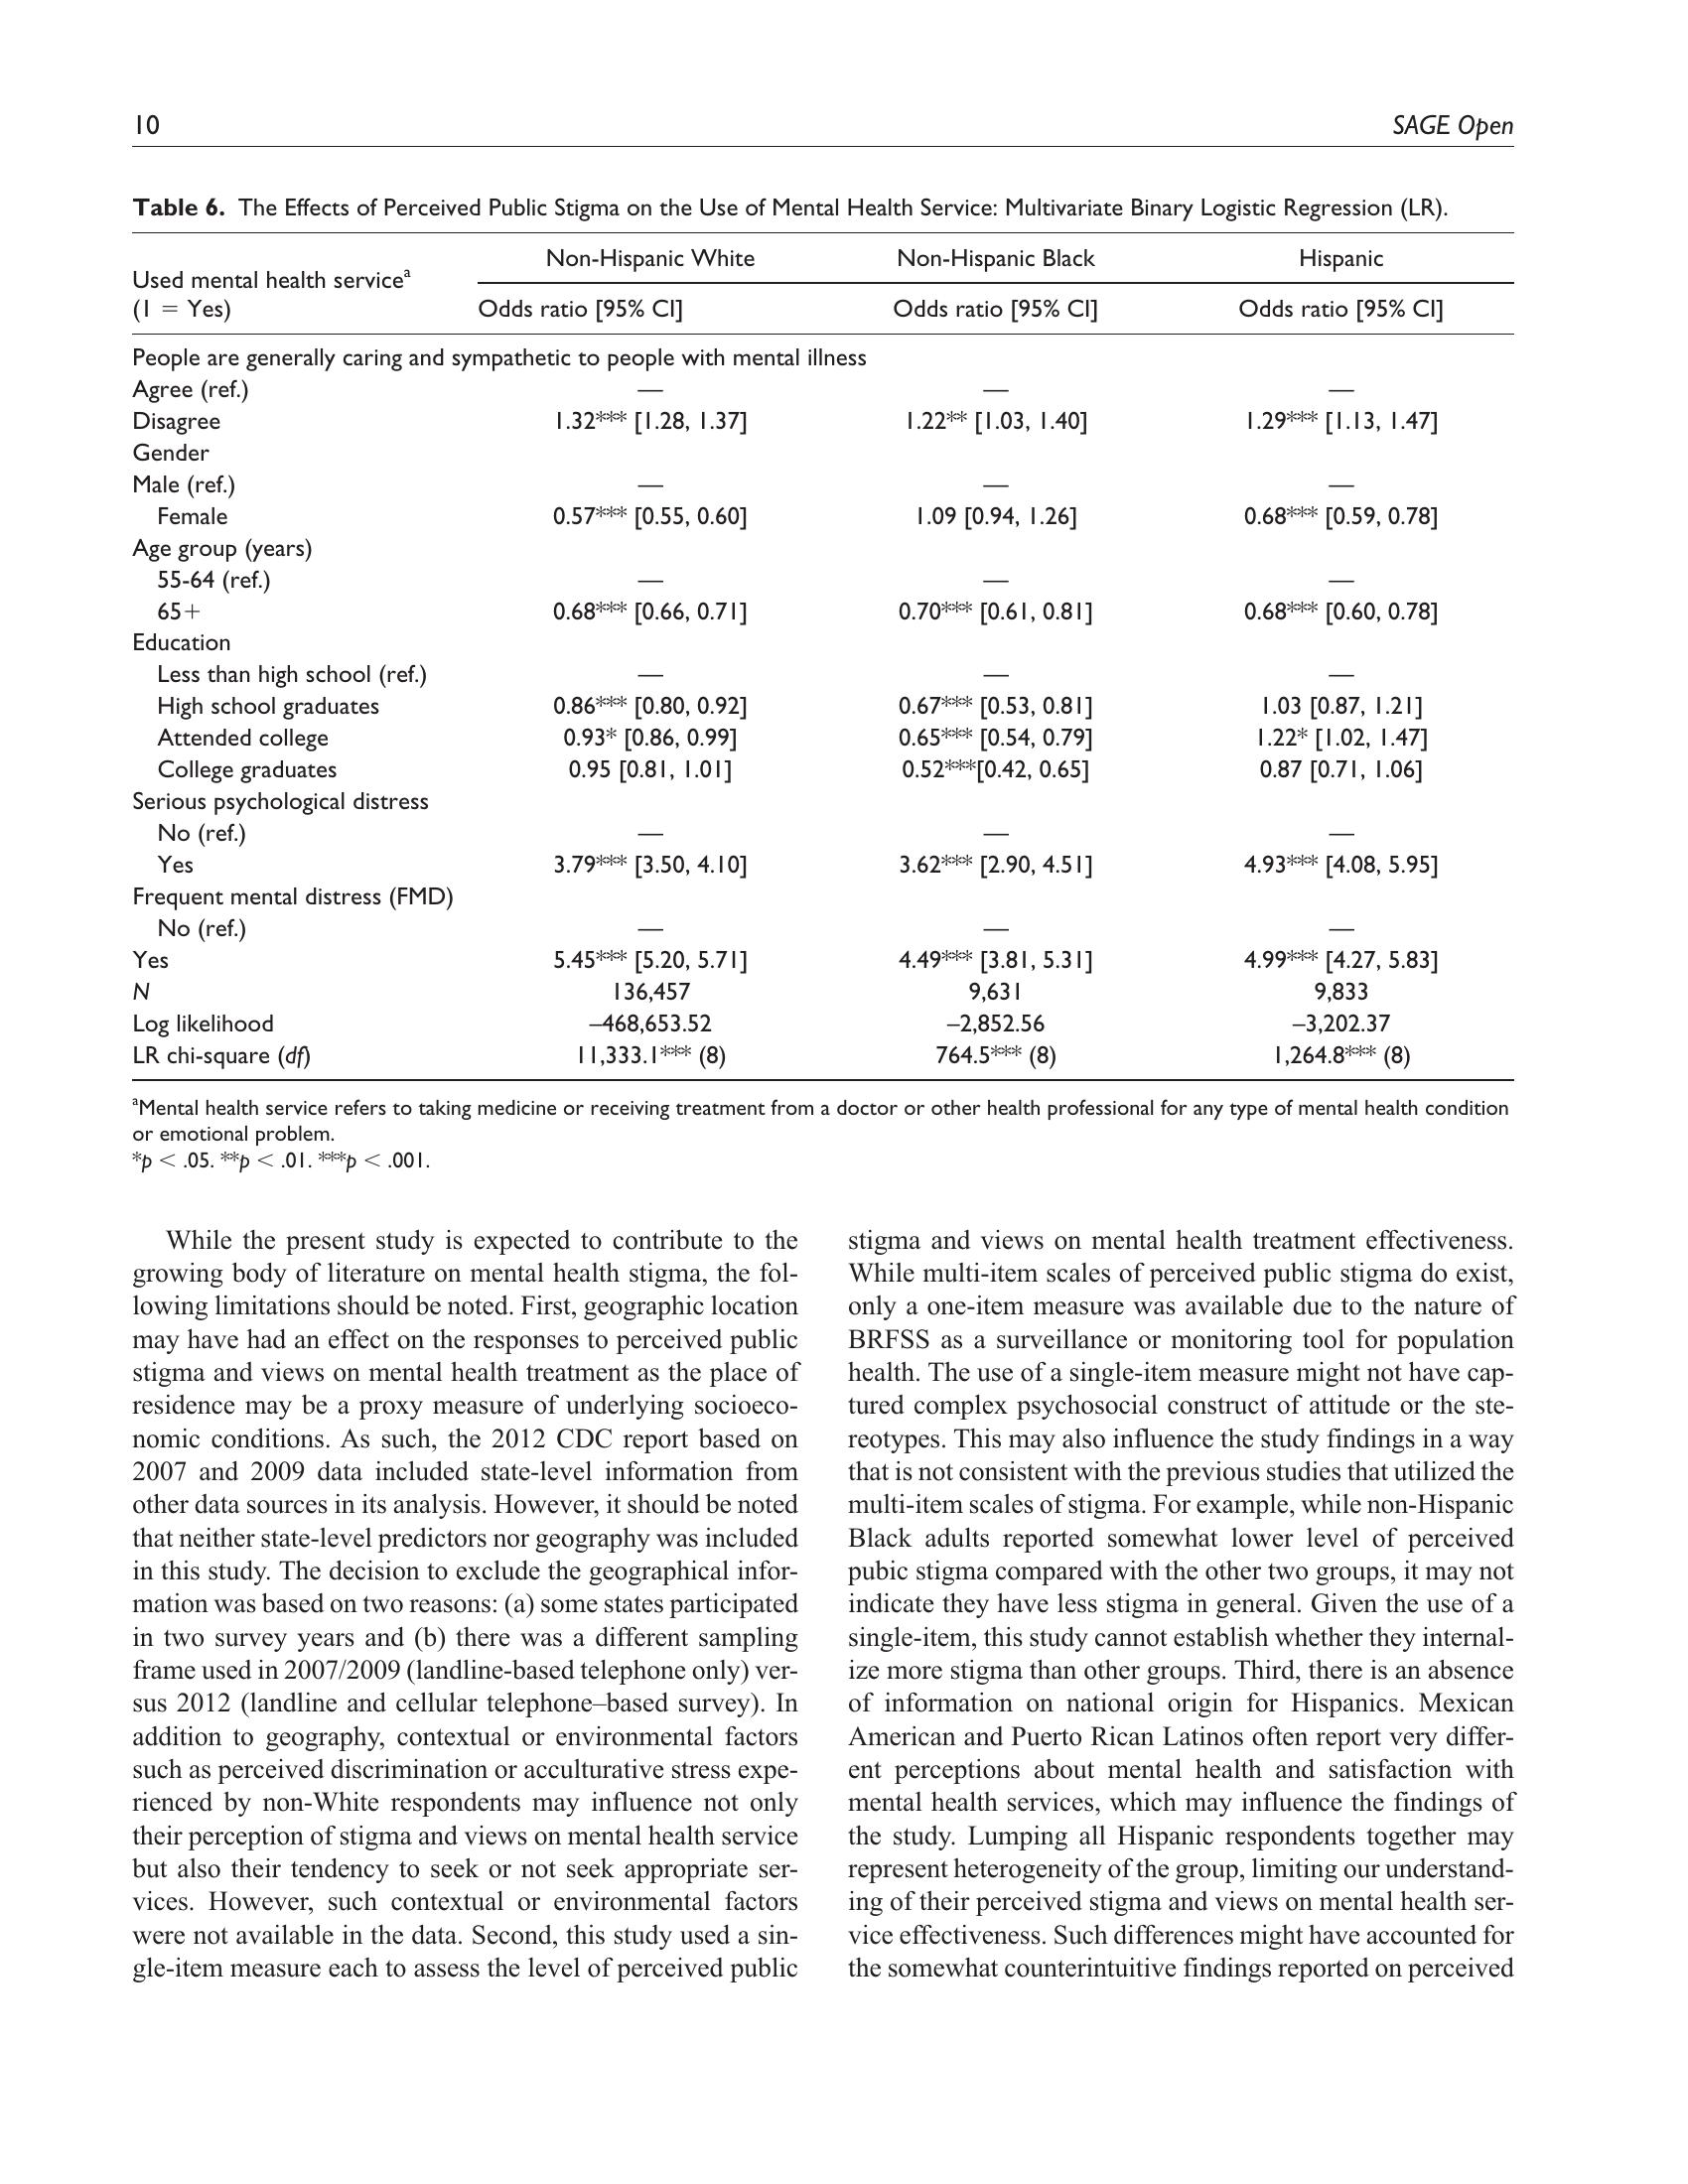 10
SAGE Open
Table 6. The Effects of Perceived Public Stigma on the Use of Mental Health Service: Multivariate Binary Logistic Regression (LR).
Used mental health serviceᵃ
(1 = Yes)
Non-Hispanic White Non-Hispanic Black Hispanic
Odds ratio [95% CI] Odds ratio [95% CI] Odds ratio [95% CI]
People are generally caring and sympathetic to people with mental illness
Agree (ref.) — — —
Disagree 1.32*** [1.28, 1.37] 1.22** [1.03, 1.40] 1.29*** [1.13, 1.47]
Gender
Male (ref.) — — —
Female 0.57*** [0.55, 0.60] 1.09 [0.94, 1.26] 0.68*** [0.59, 0.78]
Age group (years)
55-64 (ref.) — — —
65+ 0.68*** [0.66, 0.71] 0.70*** [0.61, 0.81] 0.68*** [0.60, 0.78]
Education
Less than high school (ref.) — — —
High school graduates 0.86*** [0.80, 0.92] 0.67*** [0.53, 0.81] 1.03 [0.87, 1.21]
Attended college 0.93* [0.86, 0.99] 0.65*** [0.54, 0.79] 1.22* [1.02, 1.47]
College graduates 0.95 [0.81, 1.01] 0.52***[0.42, 0.65] 0.87 [0.71, 1.06]
Serious psychological distress
No (ref.) — — —
Yes 3.79*** [3.50, 4.10] 3.62*** [2.90, 4.51] 4.93*** [4.08, 5.95]
Frequent mental distress (FMD)
No (ref.) — — —
Yes 5.45*** [5.20, 5.71] 4.49*** [3.81, 5.31] 4.99*** [4.27, 5.83]
N 136,457 9,631 9,833
Log likelihood –468,653.52 –2,852.56 –3,202.37
LR chi-square (df) 11,333.1*** (8) 764.5*** (8) 1,264.8*** (8)
ᵃMental health service refers to taking medicine or receiving treatment from a doctor or other health professional for any type of mental health condition
or emotional problem.
*p < .05. **p < .01. ***p < .001.
While the present study is expected to contribute to the
growing body of literature on mental health stigma, the fol-
lowing limitations should be noted. First, geographic location
may have had an effect on the responses to perceived public
stigma and views on mental health treatment as the place of
residence may be a proxy measure of underlying socioeco-
nomic conditions. As such, the 2012 CDC report based on
2007 and 2009 data included state-level information from
other data sources in its analysis. However, it should be noted
that neither state-level predictors nor geography was included
in this study. The decision to exclude the geographical infor-
mation was based on two reasons: (a) some states participated
in two survey years and (b) there was a different sampling
frame used in 2007/2009 (landline-based telephone only) ver-
sus 2012 (landline and cellular telephone–based survey). In
addition to geography, contextual or environmental factors
such as perceived discrimination or acculturative stress expe-
rienced by non-White respondents may influence not only
their perception of stigma and views on mental health service
but also their tendency to seek or not seek appropriate ser-
vices. However, such contextual or environmental factors
were not available in the data. Second, this study used a sin-
gle-item measure each to assess the level of perceived public
stigma and views on mental health treatment effectiveness.
While multi-item scales of perceived public stigma do exist,
only a one-item measure was available due to the nature of
BRFSS as a surveillance or monitoring tool for population
health. The use of a single-item measure might not have cap-
tured complex psychosocial construct of attitude or the ste-
reotypes. This may also influence the study findings in a way
that is not consistent with the previous studies that utilized the
multi-item scales of stigma. For example, while non-Hispanic
Black adults reported somewhat lower level of perceived
pubic stigma compared with the other two groups, it may not
indicate they have less stigma in general. Given the use of a
single-item, this study cannot establish whether they internal-
ize more stigma than other groups. Third, there is an absence
of information on national origin for Hispanics. Mexican
American and Puerto Rican Latinos often report very differ-
ent perceptions about mental health and satisfaction with
mental health services, which may influence the findings of
the study. Lumping all Hispanic respondents together may
represent heterogeneity of the group, limiting our understand-
ing of their perceived stigma and views on mental health ser-
vice effectiveness. Such differences might have accounted for
the somewhat counterintuitive findings reported on perceived